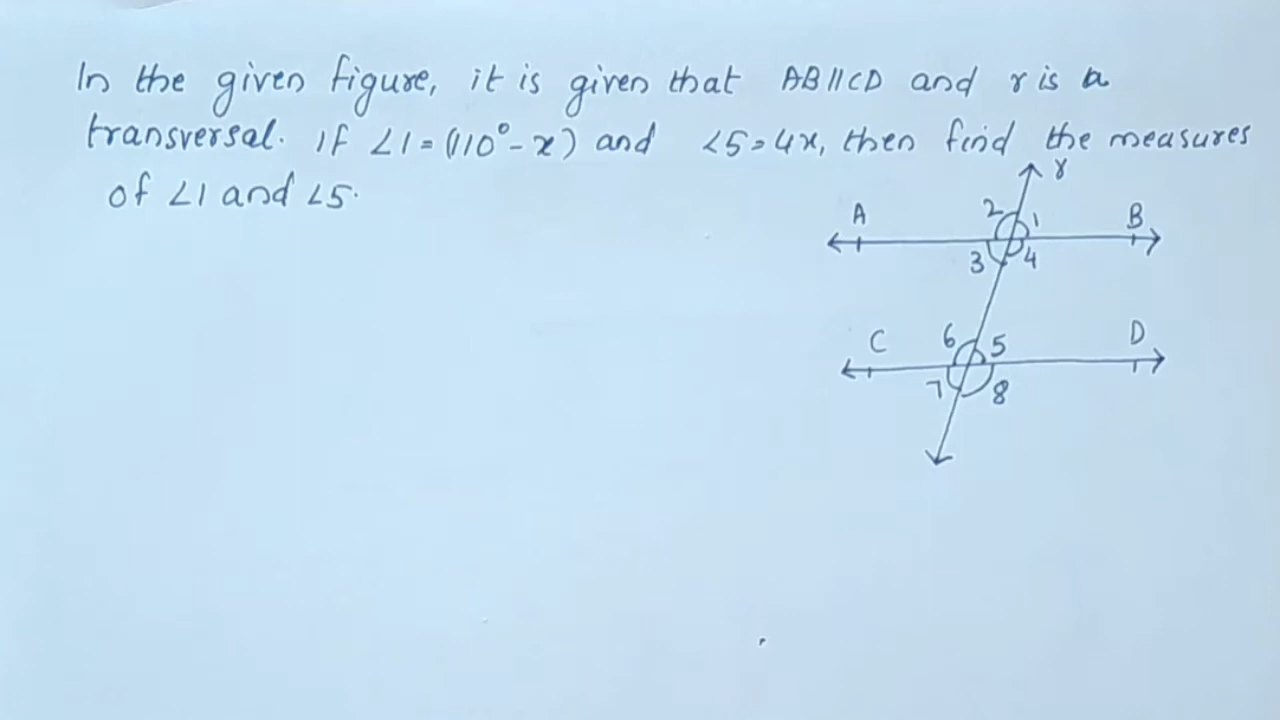 In the given figure, it is given that AB∥CD and r is a
transversal. If ∠1 = (110° - x) and ∠5 = 4x, then find the measures
of ∠1 and ∠5.
r
A 2 1 B
3 4
C 6 5 D
7 8